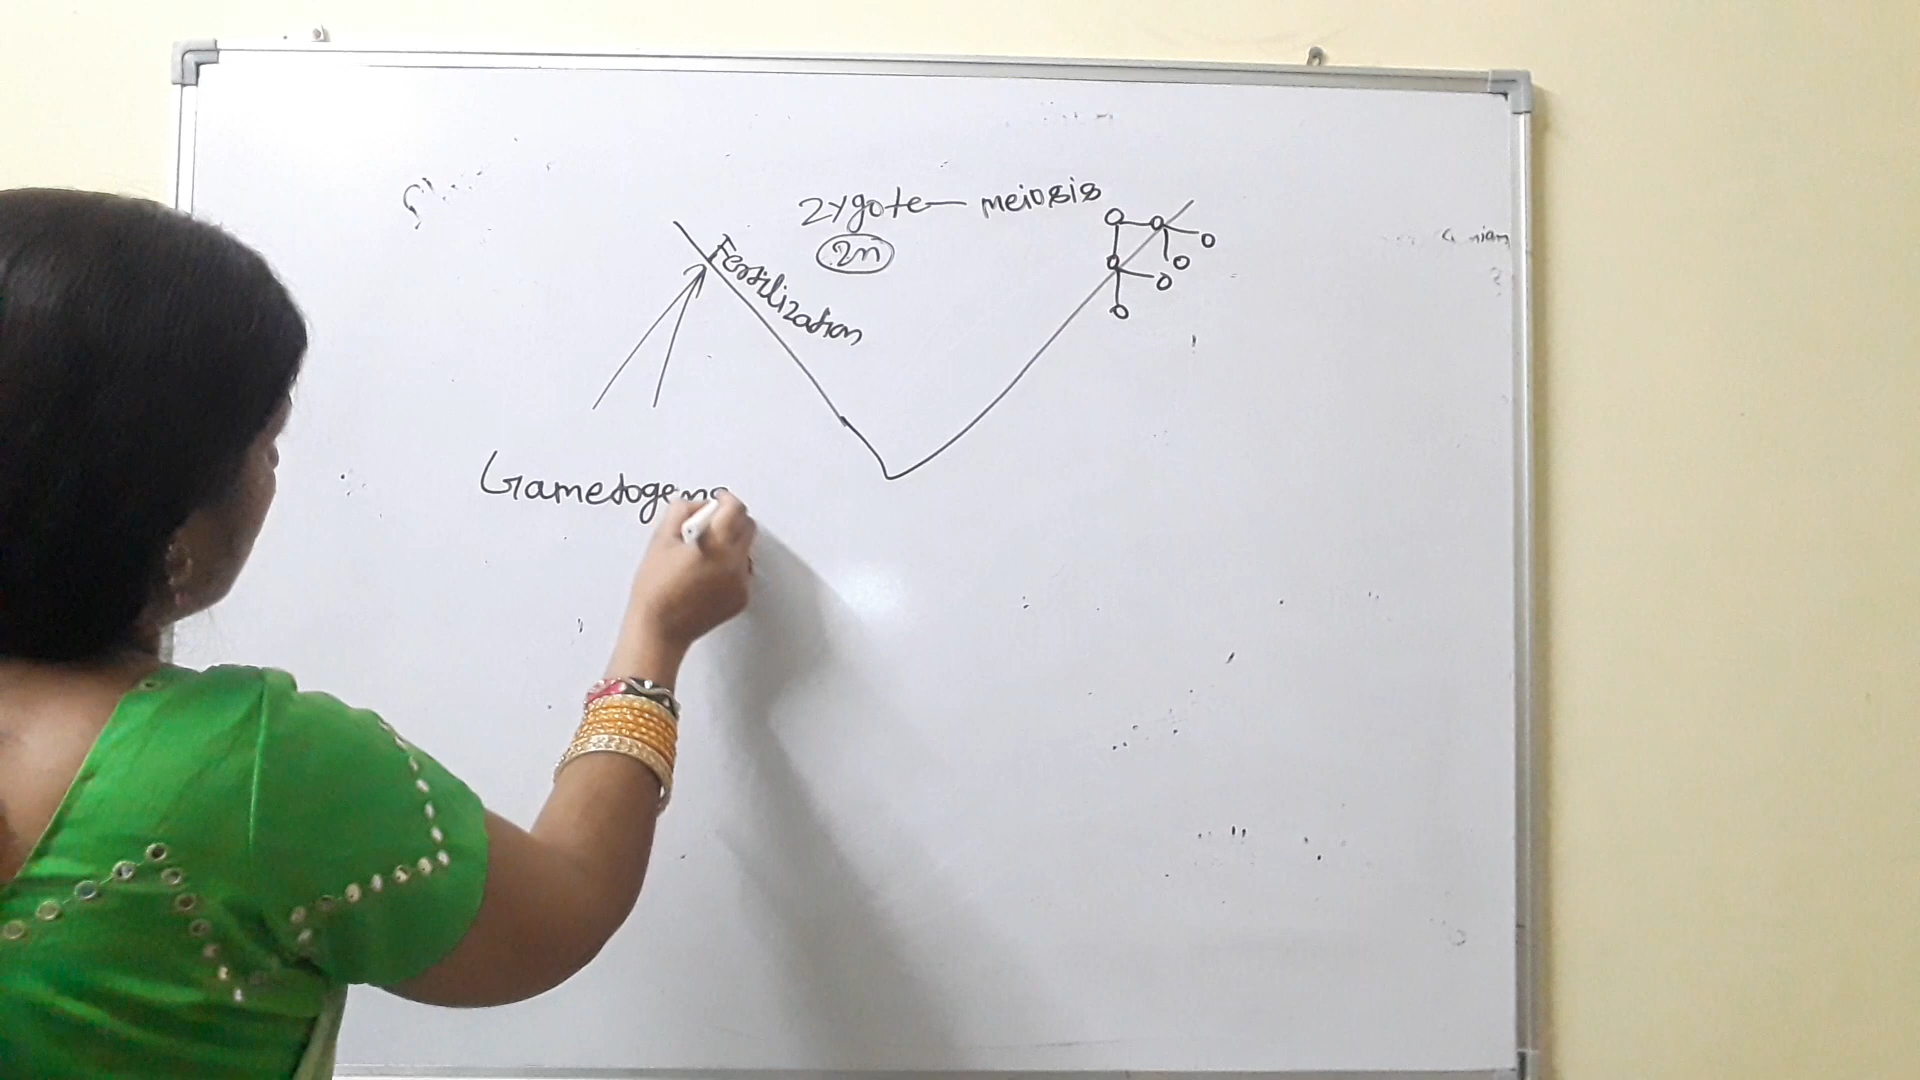 Zygote — meiosis
2n
Fertilization
Gametogene